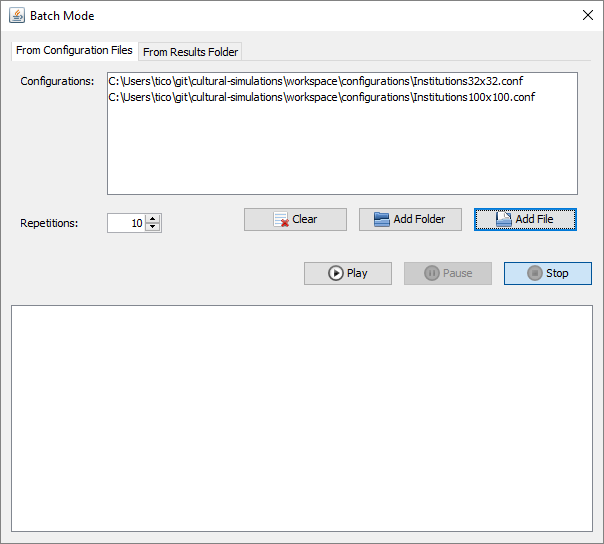 Batch Mode
From Configuration Files
From Results Folder
Configurations:
C:\Users\tico\git\cultural-simulations\workspace\configurations\Institutions32x32.conf
C:\Users\tico\git\cultural-simulations\workspace\configurations\Institutions100x100.conf
Repetitions:
10
Clear
Add Folder
Add File
Play
Pause
Stop